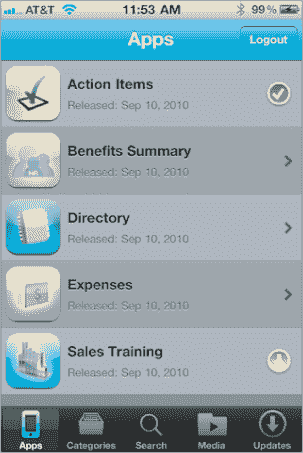 AT&T 11:53 AM 99%
Apps Logout
Action Items
Released: Sep 10, 2010
Benefits Summary
Released: Sep 10, 2010
Directory
Released: Sep 10, 2010
Expenses
Released: Sep 10, 2010
Sales Training
Released: Sep 10, 2010
Apps Categories Search Media Updates